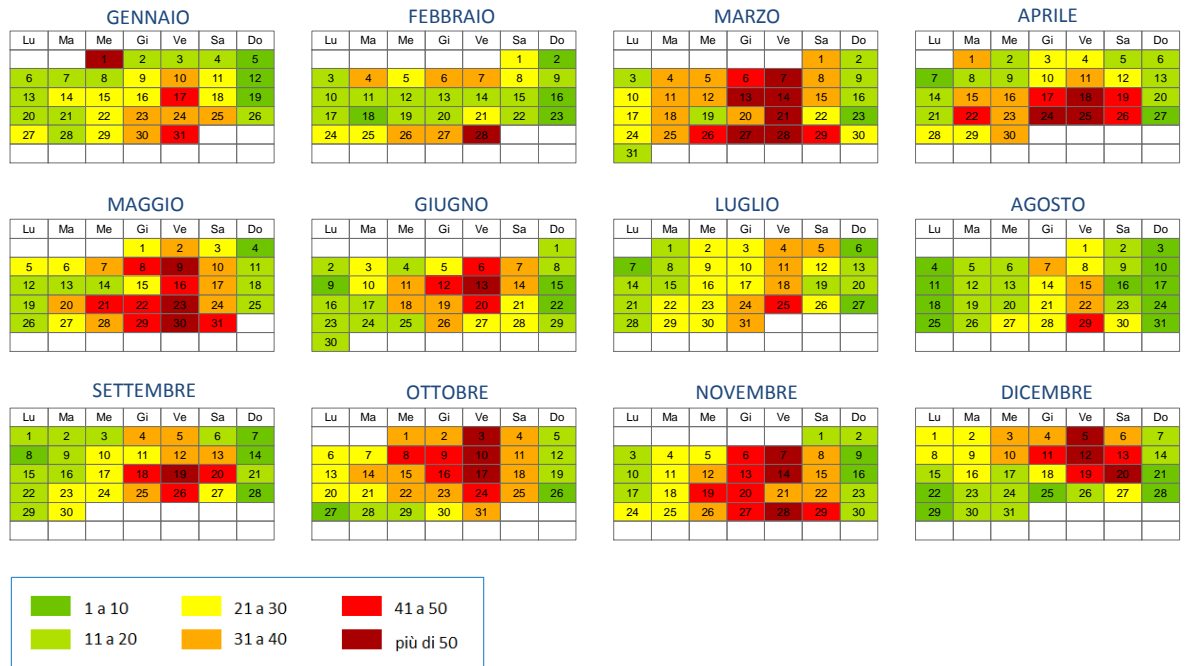 GENNAIO
Lu Ma Me Gi Ve Sa Do
1 2 3 4 5
6 7 8 9 10 11 12
13 14 15 16 17 18 19
20 21 22 23 24 25 26
27 28 29 30 31
FEBBRAIO
Lu Ma Me Gi Ve Sa Do
1 2
3 4 5 6 7 8 9
10 11 12 13 14 15 16
17 18 19 20 21 22 23
24 25 26 27 28
MARZO
Lu Ma Me Gi Ve Sa Do
1 2
3 4 5 6 7 8 9
10 11 12 13 14 15 16
17 18 19 20 21 22 23
24 25 26 27 28 29 30
31
APRILE
Lu Ma Me Gi Ve Sa Do
1 2 3 4 5 6
7 8 9 10 11 12 13
14 15 16 17 18 19 20
21 22 23 24 25 26 27
28 29 30
MAGGIO
Lu Ma Me Gi Ve Sa Do
1 2 3 4
5 6 7 8 9 10 11
12 13 14 15 16 17 18
19 20 21 22 23 24 25
26 27 28 29 30 31
GIUGNO
Lu Ma Me Gi Ve Sa Do
1
2 3 4 5 6 7 8
9 10 11 12 13 14 15
16 17 18 19 20 21 22
23 24 25 26 27 28 29
30
LUGLIO
Lu Ma Me Gi Ve Sa Do
1 2 3 4 5 6
7 8 9 10 11 12 13
14 15 16 17 18 19 20
21 22 23 24 25 26 27
28 29 30 31
AGOSTO
Lu Ma Me Gi Ve Sa Do
1 2 3
4 5 6 7 8 9 10
11 12 13 14 15 16 17
18 19 20 21 22 23 24
25 26 27 28 29 30 31
SETTEMBRE
Lu Ma Me Gi Ve Sa Do
1 2 3 4 5 6 7
8 9 10 11 12 13 14
15 16 17 18 19 20 21
22 23 24 25 26 27 28
29 30
OTTOBRE
Lu Ma Me Gi Ve Sa Do
1 2 3 4 5
6 7 8 9 10 11 12
13 14 15 16 17 18 19
20 21 22 23 24 25 26
27 28 29 30 31
NOVEMBRE
Lu Ma Me Gi Ve Sa Do
1 2
3 4 5 6 7 8 9
10 11 12 13 14 15 16
17 18 19 20 21 22 23
24 25 26 27 28 29 30
DICEMBRE
Lu Ma Me Gi Ve Sa Do
1 2 3 4 5 6 7
8 9 10 11 12 13 14
15 16 17 18 19 20 21
22 23 24 25 26 27 28
29 30 31
1 a 10 21 a 30 41 a 50
11 a 20 31 a 40 più di 50